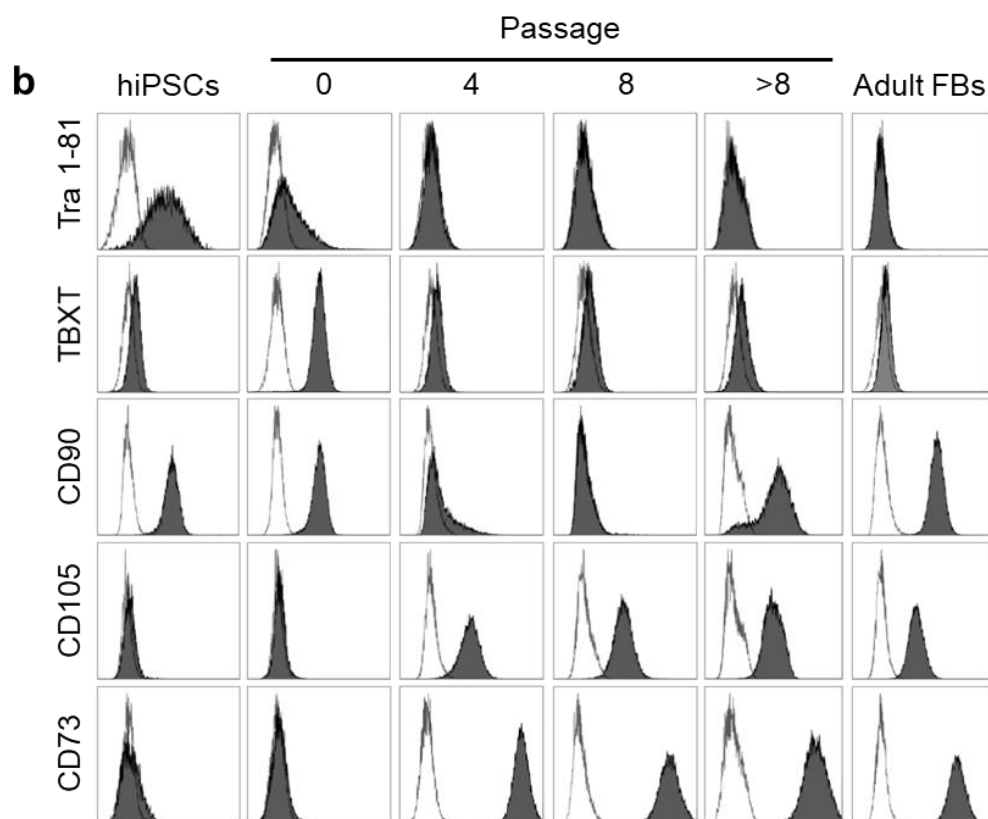 Passage
b hiPSCs 0 4 8 >8 Adult FBs
Tra 1-81
TBXT
CD90
CD105
CD73